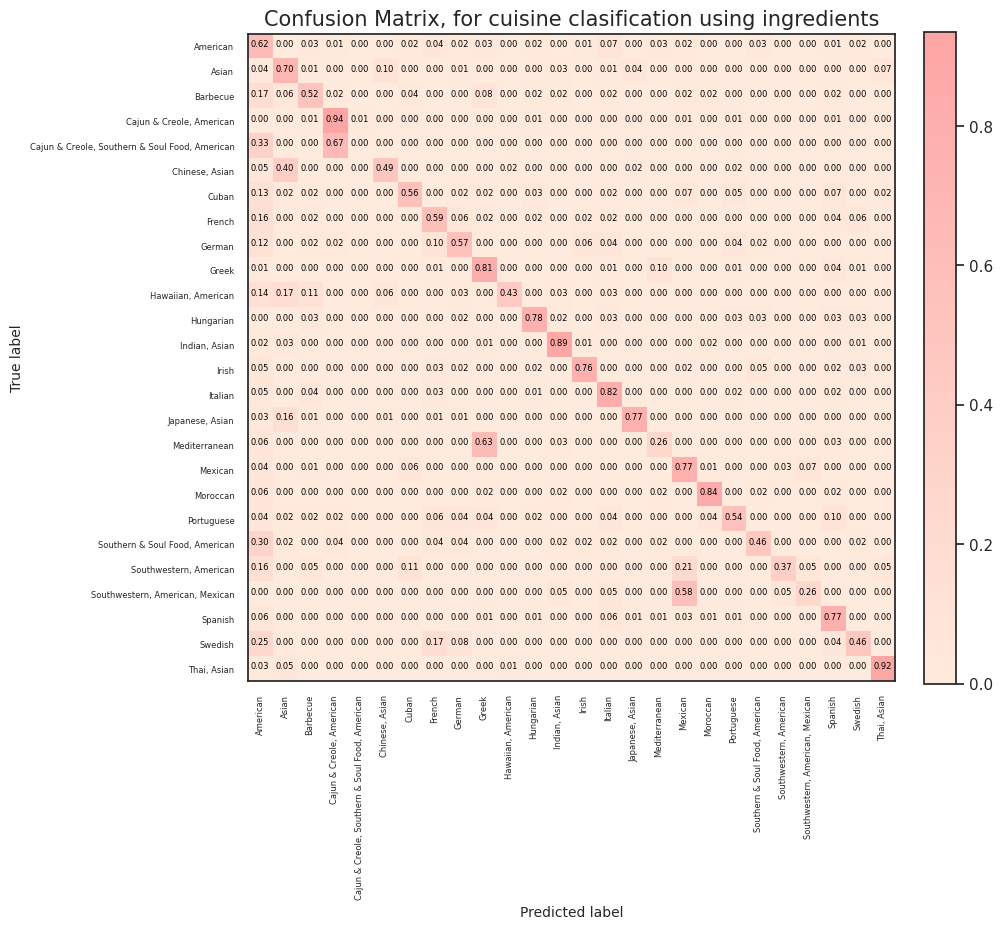 Confusion Matrix, for cuisine clasification using ingredients
American 0.62 0.00 0.03 0.01 0.00 0.00 0.02 0.04 0.02 0.03 0.00 0.02 0.00 0.01 0.07 0.00 0.03 0.02 0.00 0.00 0.03 0.00 0.00 0.01 0.02 0.00
Asian 0.04 0.70 0.01 0.00 0.00 0.10 0.00 0.00 0.01 0.00 0.00 0.00 0.03 0.00 0.01 0.04 0.00 0.00 0.00 0.00 0.00 0.00 0.00 0.00 0.00 0.07
Barbecue 0.17 0.06 0.52 0.02 0.00 0.00 0.04 0.00 0.00 0.08 0.00 0.02 0.02 0.00 0.02 0.00 0.00 0.02 0.02 0.00 0.00 0.00 0.00 0.02 0.00 0.00
Cajun & Creole, American 0.00 0.00 0.01 0.94 0.01 0.00 0.00 0.00 0.00 0.00 0.00 0.01 0.00 0.00 0.00 0.00 0.00 0.01 0.00 0.01 0.00 0.00 0.00 0.01 0.00 0.00
Cajun & Creole, Southern & Soul Food, American 0.33 0.00 0.00 0.67 0.00 0.00 0.00 0.00 0.00 0.00 0.00 0.00 0.00 0.00 0.00 0.00 0.00 0.00 0.00 0.00 0.00 0.00 0.00 0.00 0.00 0.00
Chinese, Asian 0.05 0.40 0.00 0.00 0.00 0.49 0.00 0.00 0.00 0.00 0.02 0.00 0.00 0.00 0.00 0.02 0.00 0.00 0.00 0.02 0.00 0.00 0.00 0.00 0.00 0.00
Cuban 0.13 0.02 0.02 0.00 0.00 0.00 0.56 0.00 0.02 0.02 0.00 0.03 0.00 0.00 0.02 0.00 0.00 0.07 0.00 0.05 0.00 0.00 0.00 0.07 0.00 0.02
French 0.16 0.00 0.02 0.00 0.00 0.00 0.00 0.59 0.06 0.02 0.00 0.02 0.00 0.02 0.02 0.00 0.00 0.00 0.00 0.00 0.00 0.00 0.00 0.04 0.06 0.00
German 0.12 0.00 0.02 0.02 0.00 0.00 0.00 0.10 0.57 0.00 0.00 0.00 0.00 0.06 0.04 0.00 0.00 0.00 0.00 0.04 0.02 0.00 0.00 0.00 0.00 0.00
Greek 0.01 0.00 0.00 0.00 0.00 0.00 0.00 0.01 0.00 0.81 0.00 0.00 0.00 0.00 0.01 0.00 0.10 0.00 0.00 0.01 0.00 0.00 0.00 0.04 0.01 0.00
Hawaiian, American 0.14 0.17 0.11 0.00 0.00 0.06 0.00 0.00 0.03 0.00 0.43 0.00 0.03 0.00 0.03 0.00 0.00 0.00 0.00 0.00 0.00 0.00 0.00 0.00 0.00 0.00
Hungarian 0.00 0.00 0.03 0.00 0.00 0.00 0.00 0.00 0.02 0.00 0.00 0.78 0.00 0.02 0.03 0.00 0.00 0.00 0.00 0.03 0.03 0.00 0.00 0.03 0.03 0.00
Indian, Asian 0.02 0.03 0.00 0.00 0.00 0.00 0.00 0.00 0.00 0.01 0.00 0.00 0.89 0.01 0.00 0.00 0.00 0.00 0.02 0.00 0.00 0.00 0.00 0.00 0.01 0.00
Irish 0.05 0.00 0.00 0.00 0.00 0.00 0.00 0.03 0.02 0.00 0.00 0.02 0.00 0.76 0.00 0.00 0.00 0.02 0.00 0.00 0.05 0.00 0.00 0.02 0.03 0.00
Italian 0.05 0.00 0.04 0.00 0.00 0.00 0.00 0.03 0.00 0.00 0.00 0.01 0.00 0.00 0.82 0.00 0.00 0.00 0.00 0.02 0.00 0.00 0.00 0.02 0.00 0.00
Japanese, Asian 0.03 0.16 0.01 0.00 0.00 0.01 0.00 0.01 0.01 0.00 0.00 0.00 0.00 0.00 0.00 0.77 0.00 0.00 0.00 0.00 0.00 0.00 0.00 0.00 0.00 0.00
Mediterranean 0.06 0.00 0.00 0.00 0.00 0.00 0.00 0.00 0.00 0.63 0.00 0.00 0.03 0.00 0.00 0.00 0.26 0.00 0.00 0.00 0.00 0.00 0.00 0.03 0.00 0.00
Mexican 0.04 0.00 0.01 0.00 0.00 0.00 0.06 0.00 0.00 0.00 0.00 0.00 0.00 0.00 0.00 0.00 0.00 0.77 0.01 0.00 0.00 0.03 0.07 0.00 0.00 0.00
Moroccan 0.06 0.00 0.00 0.00 0.00 0.00 0.00 0.00 0.00 0.02 0.00 0.00 0.02 0.00 0.00 0.00 0.02 0.00 0.84 0.00 0.02 0.00 0.00 0.02 0.00 0.00
Portuguese 0.04 0.02 0.02 0.02 0.00 0.00 0.00 0.06 0.04 0.04 0.00 0.02 0.00 0.00 0.04 0.00 0.00 0.00 0.04 0.54 0.00 0.00 0.00 0.10 0.00 0.00
Southern & Soul Food, American 0.30 0.02 0.00 0.04 0.00 0.00 0.00 0.04 0.04 0.00 0.00 0.02 0.02 0.02 0.00 0.00 0.02 0.00 0.00 0.00 0.46 0.00 0.00 0.00 0.02 0.00
Southwestern, American 0.16 0.00 0.05 0.00 0.00 0.00 0.11 0.00 0.00 0.00 0.00 0.00 0.00 0.00 0.00 0.00 0.00 0.21 0.00 0.00 0.00 0.37 0.05 0.00 0.00 0.05
Southwestern, American, Mexican 0.00 0.00 0.00 0.00 0.00 0.00 0.00 0.00 0.00 0.00 0.00 0.00 0.05 0.00 0.05 0.00 0.00 0.58 0.00 0.00 0.00 0.05 0.26 0.00 0.00 0.00
Spanish 0.06 0.00 0.00 0.00 0.00 0.00 0.00 0.00 0.00 0.01 0.00 0.01 0.00 0.00 0.06 0.01 0.01 0.03 0.01 0.01 0.00 0.00 0.00 0.77 0.00 0.00
Swedish 0.25 0.00 0.00 0.00 0.00 0.00 0.00 0.17 0.08 0.00 0.00 0.00 0.00 0.00 0.00 0.00 0.00 0.00 0.00 0.00 0.00 0.00 0.00 0.04 0.46 0.00
Thai, Asian 0.03 0.05 0.00 0.00 0.00 0.00 0.00 0.00 0.00 0.00 0.01 0.00 0.00 0.00 0.00 0.00 0.00 0.00 0.00 0.00 0.00 0.00 0.00 0.00 0.00 0.92
True label
American
Asian
Barbecue
Cajun & Creole, American
Cajun & Creole, Southern & Soul Food, American
Chinese, Asian
Cuban
French
German
Greek
Hawaiian, American
Hungarian
Indian, Asian
Irish
Italian
Japanese, Asian
Mediterranean
Mexican
Moroccan
Portuguese
Southern & Soul Food, American
Southwestern, American
Southwestern, American, Mexican
Spanish
Swedish
Thai, Asian
Predicted label
0.8
0.6
0.4
0.2
0.0